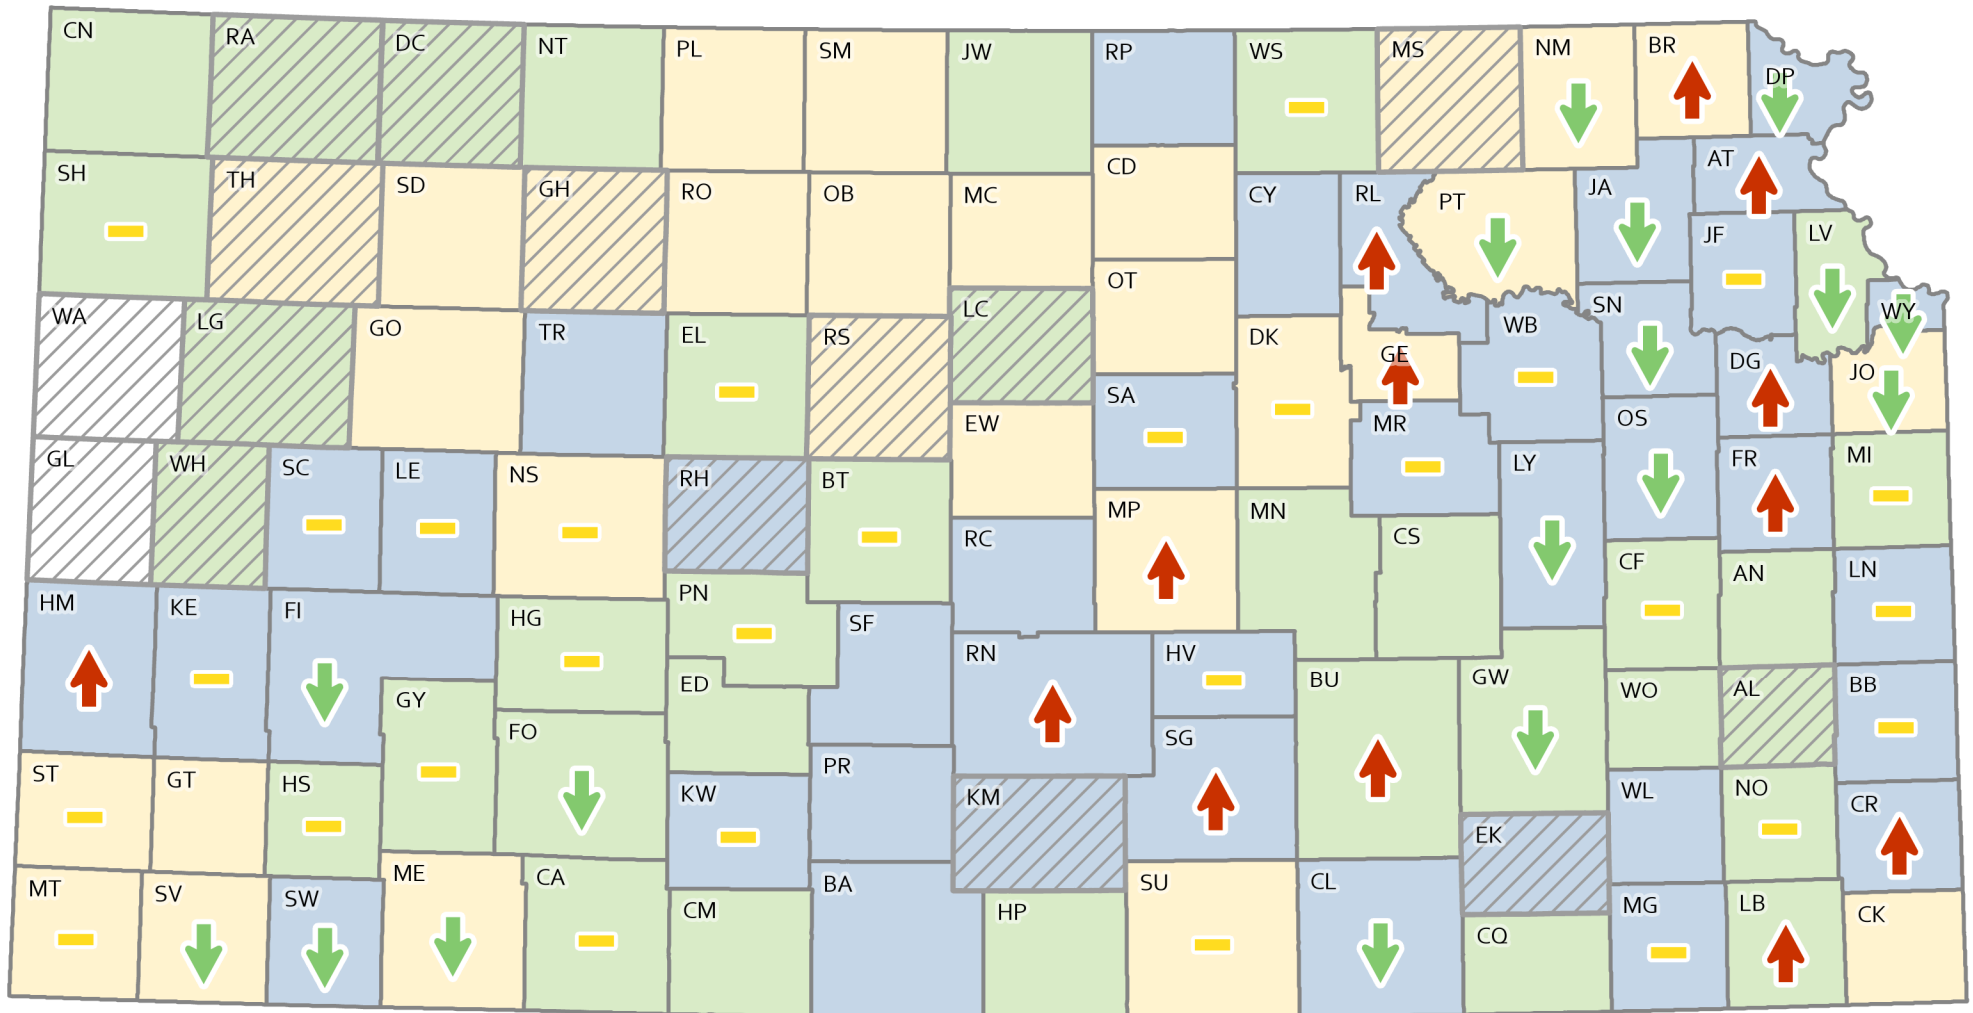 CN RA DC NT PL SM JW RP WS MS NM BR DP
SH TH SD GH RO OB MC CD CY RL PT JA AT
JF LV
WA LG GO TR EL RS LC OT DK GE WB SN WY
DG JO
GL WH SC LE NS RH BT EW SA MR LY OS FR MI
RC MP MN CS CF AN LN
HM KE FI HG PN SF
RN HV BU GW WO AL BB
GY FO ED SG
ST GT HS KW PR KM EK WL NO CR
MT SV SW ME CA CM BA HP SU CL CQ MG LB CK